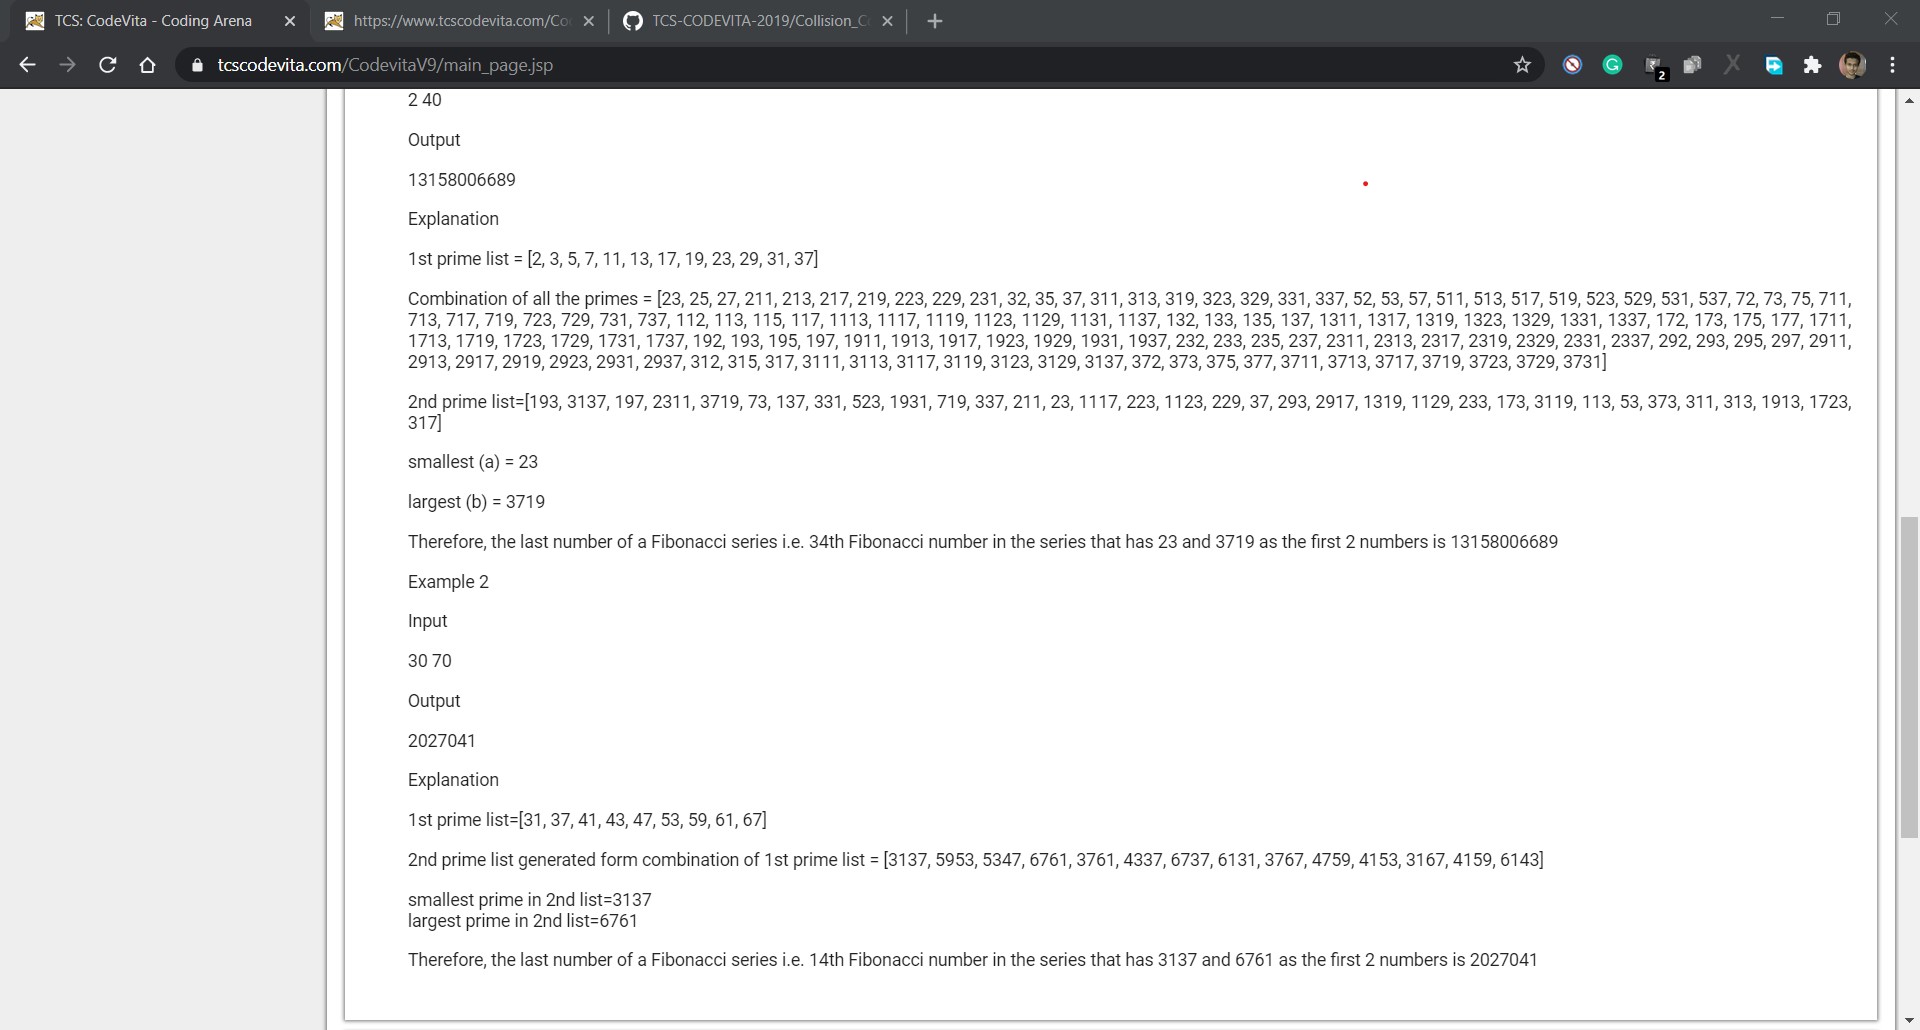 TCS: CodeVita - Coding Arena
https://www.tcscodevita.com/Co
TCS-CODEVITA-2019/Collision_C
tcscodevita.com/CodevitaV9/main_page.jsp
2
2 40
Output
13158006689
Explanation
1st prime list = [2, 3, 5, 7, 11, 13, 17, 19, 23, 29, 31, 37]
Combination of all the primes = [23, 25, 27, 211, 213, 217, 219, 223, 229, 231, 32, 35, 37, 311, 313, 319, 323, 329, 331, 337, 52, 53, 57, 511, 513, 517, 519, 523, 529, 531, 537, 72, 73, 75, 711,
713, 717, 719, 723, 729, 731, 737, 112, 113, 115, 117, 1113, 1117, 1119, 1123, 1129, 1131, 1137, 132, 133, 135, 137, 1311, 1317, 1319, 1323, 1329, 1331, 1337, 172, 173, 175, 177, 1711,
1713, 1719, 1723, 1729, 1731, 1737, 192, 193, 195, 197, 1911, 1913, 1917, 1923, 1929, 1931, 1937, 232, 233, 235, 237, 2311, 2313, 2317, 2319, 2329, 2331, 2337, 292, 293, 295, 297, 2911,
2913, 2917, 2919, 2923, 2931, 2937, 312, 315, 317, 3111, 3113, 3117, 3119, 3123, 3129, 3137, 372, 373, 375, 377, 3711, 3713, 3717, 3719, 3723, 3729, 3731]
2nd prime list=[193, 3137, 197, 2311, 3719, 73, 137, 331, 523, 1931, 719, 337, 211, 23, 1117, 223, 1123, 229, 37, 293, 2917, 1319, 1129, 233, 173, 3119, 113, 53, 373, 311, 313, 1913, 1723,
317]
smallest (a) = 23
largest (b) = 3719
Therefore, the last number of a Fibonacci series i.e. 34th Fibonacci number in the series that has 23 and 3719 as the first 2 numbers is 13158006689
Example 2
Input
30 70
Output
2027041
Explanation
1st prime list=[31, 37, 41, 43, 47, 53, 59, 61, 67]
2nd prime list generated form combination of 1st prime list = [3137, 5953, 5347, 6761, 3761, 4337, 6737, 6131, 3767, 4759, 4153, 3167, 4159, 6143]
smallest prime in 2nd list=3137
largest prime in 2nd list=6761
Therefore, the last number of a Fibonacci series i.e. 14th Fibonacci number in the series that has 3137 and 6761 as the first 2 numbers is 2027041